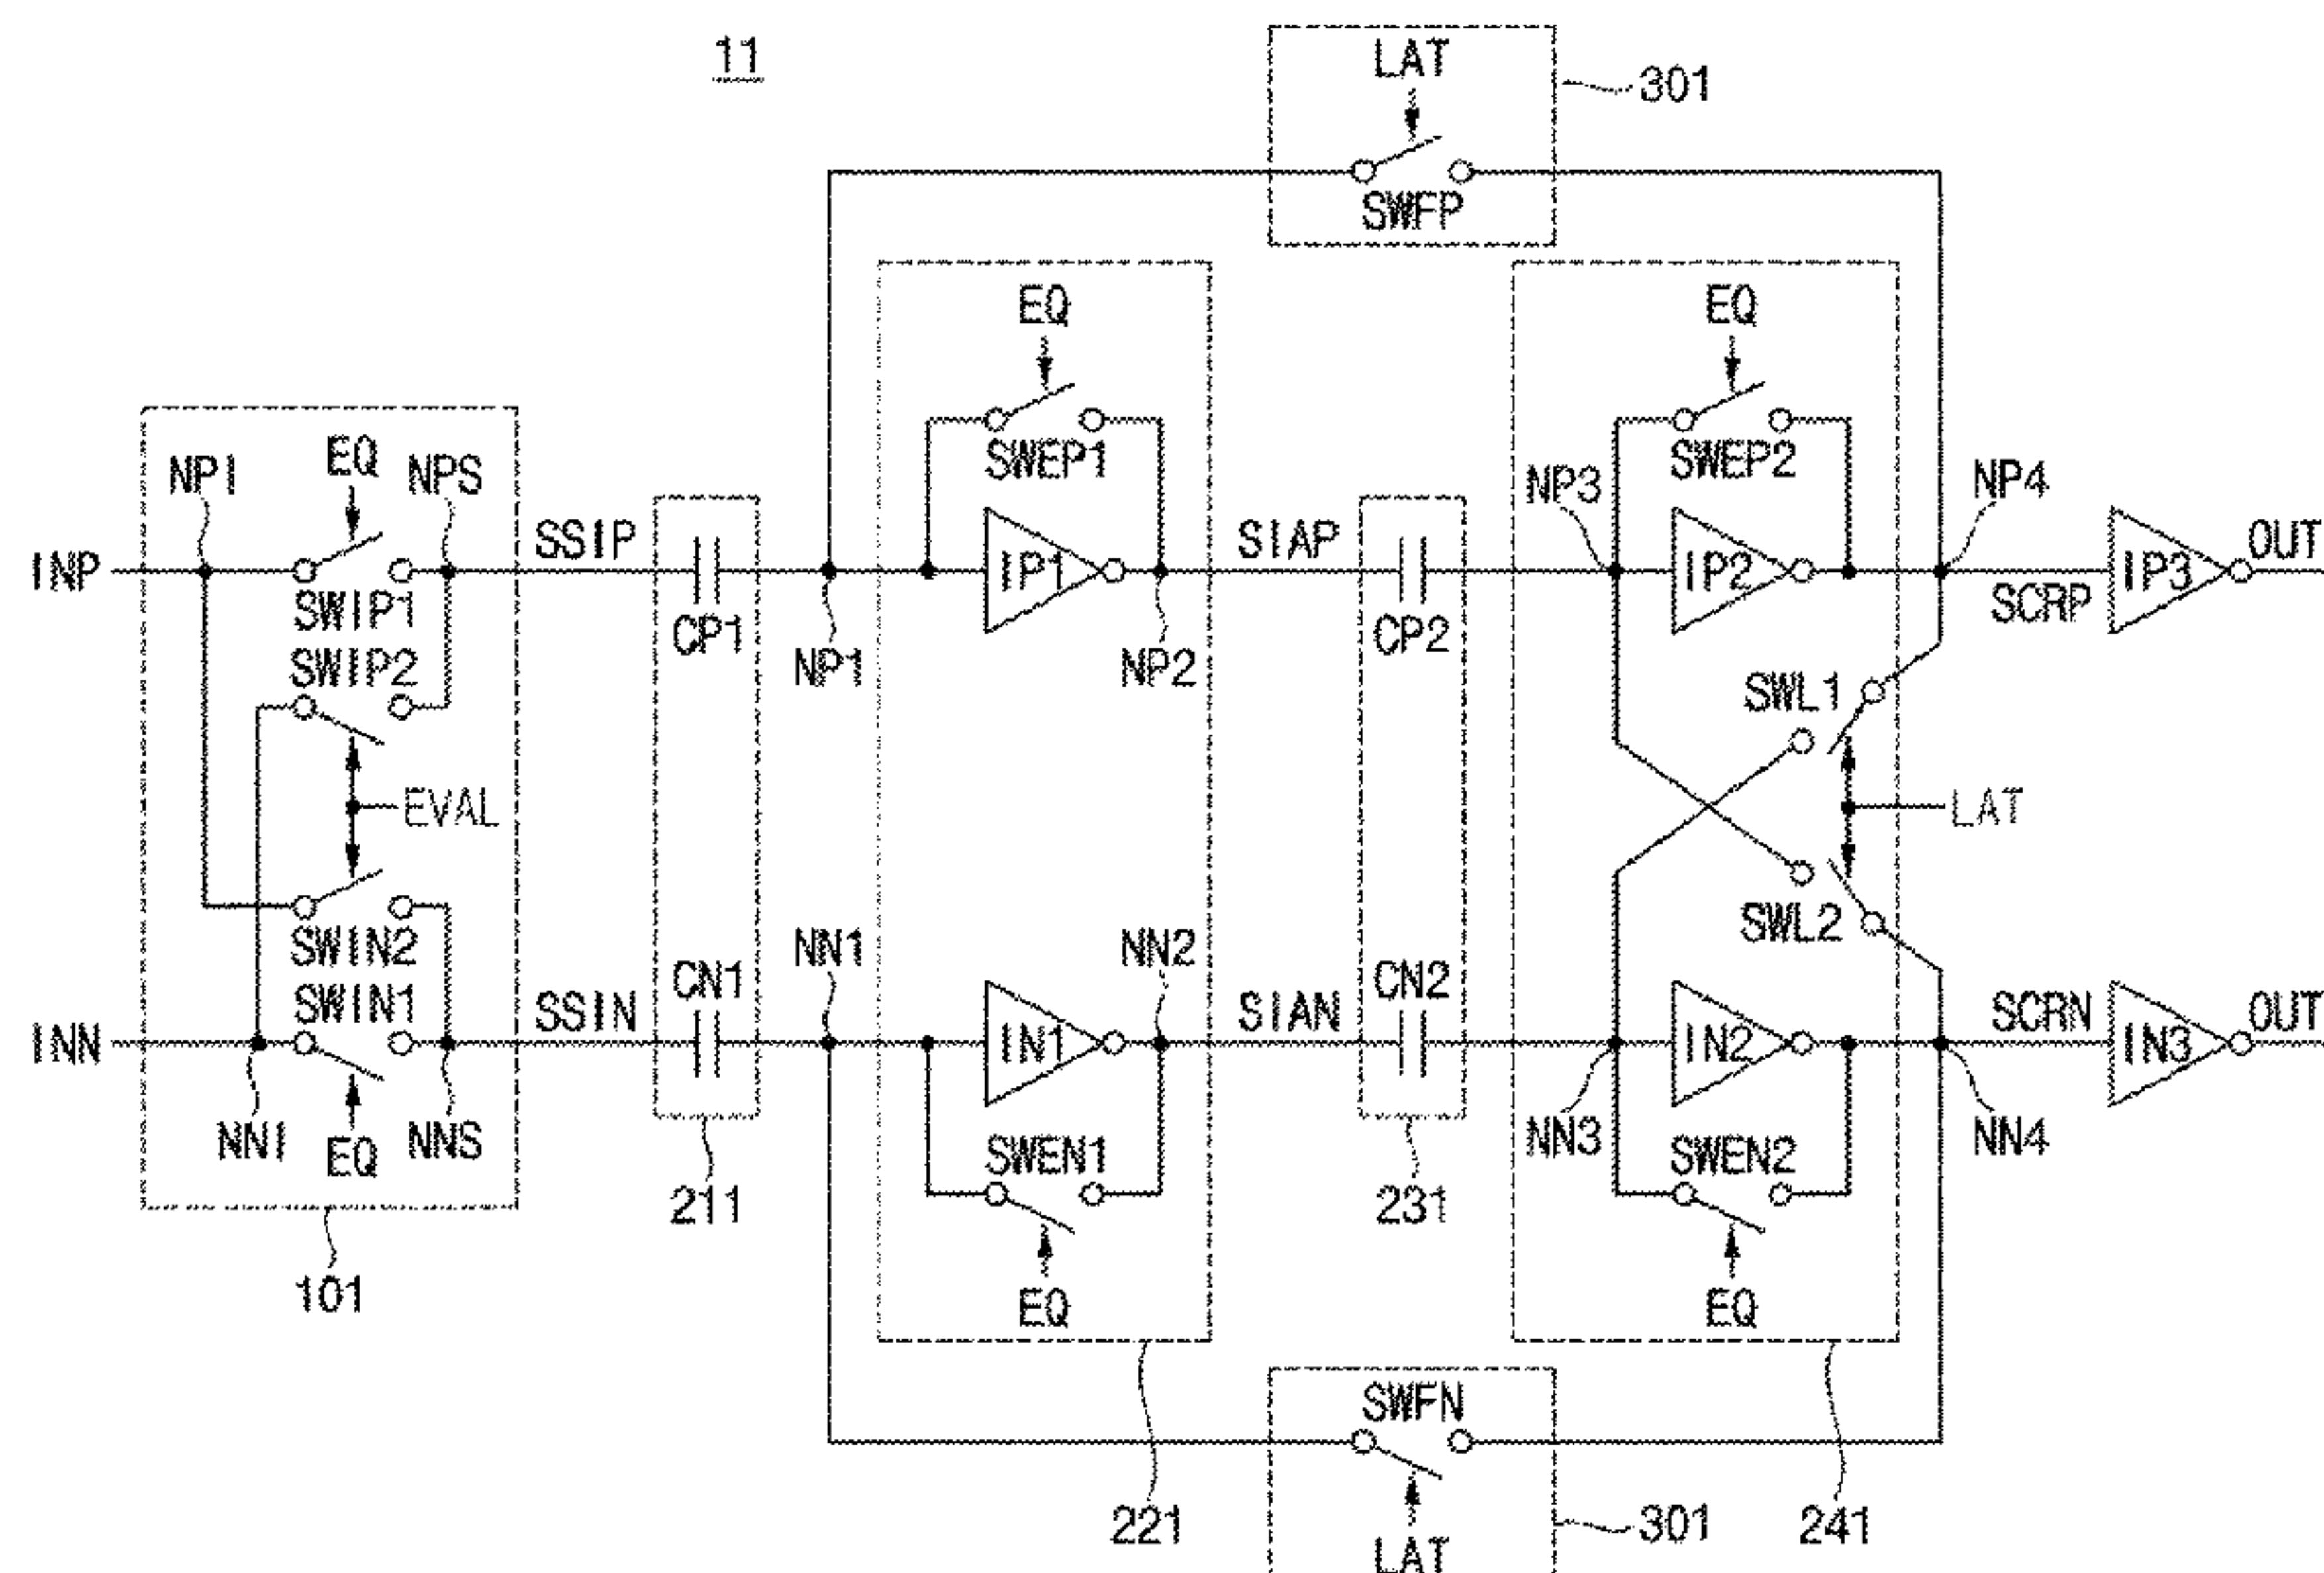 11
LAT
301
SWFP
EQ
EQ
SWEP1
SWEP2
EQ
NPI
NPS
NP3
NP4
INP
SSIP
SIAP
OUT
SWIP1
CP1
IP1
CP2
IP2
SCRP
IP3
SWIP2
NP1
NP2
SWL1
EVAL
LAT
SWIN2
SWL2
NN1
NN2
SWIN1
CN1
CN2
INN
SSIN
SIAN
SCRN
OUT
IN1
IN2
IN3
NNI
EQ
NNS
NN3
NN4
SWEN1
SWEN2
211
231
101
EQ
EQ
SWFN
221
301
241
LAT